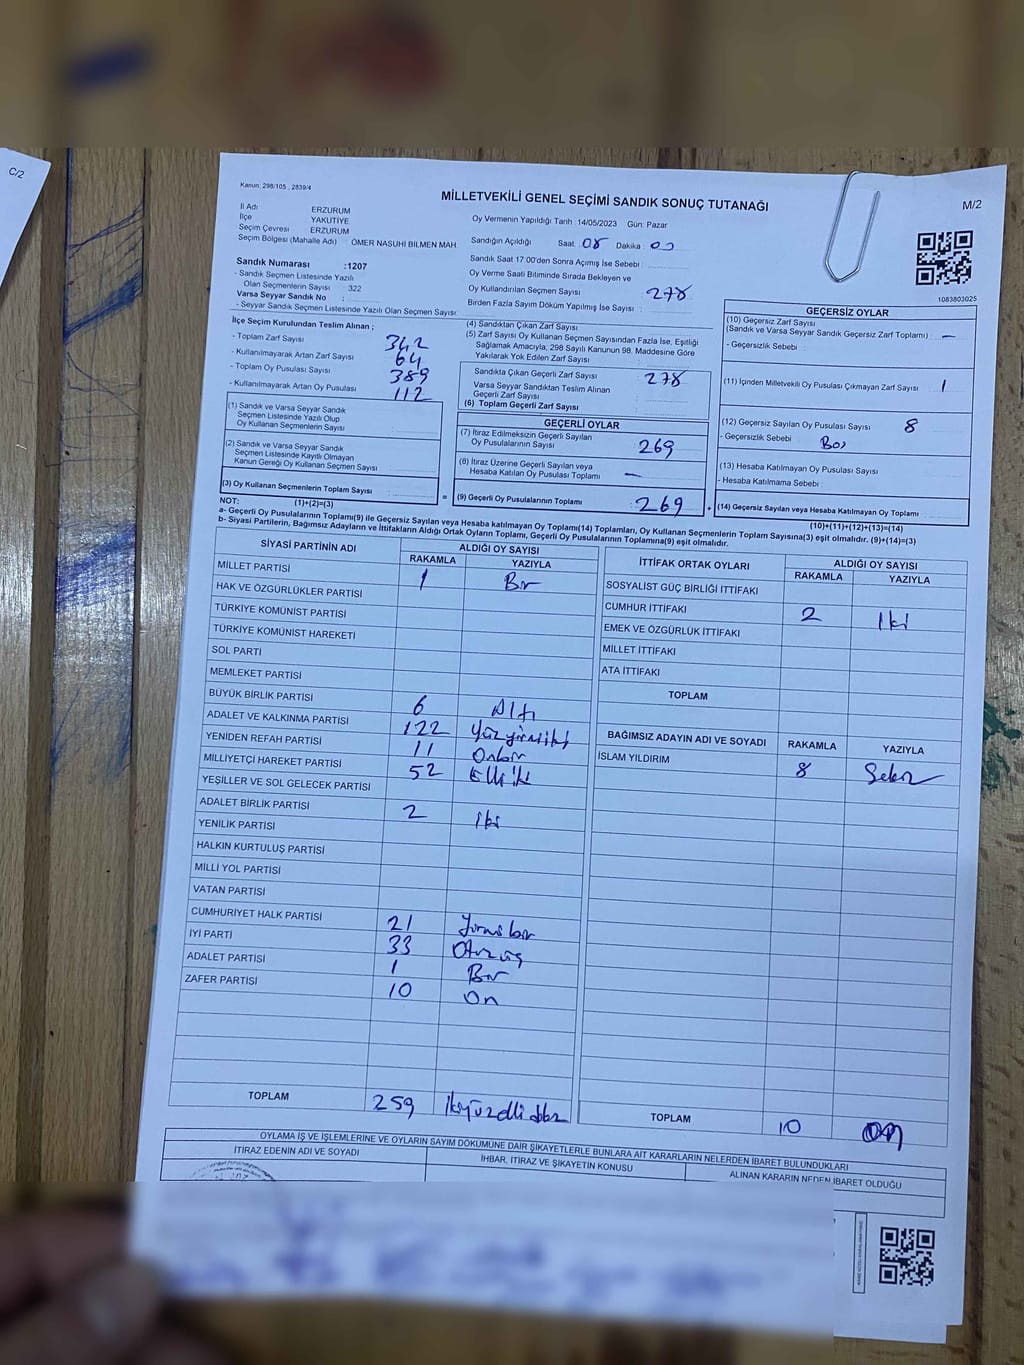 C/2
Kanun: 298/105 , 2839/4
MİLLETVEKİLİ GENEL SEÇİMİ SANDIK SONUÇ TUTANAĞI
M/2
İl Adı ERZURUM
İlçe YAKUTİYE
Seçim Çevresi ERZURUM
Seçim Bölgesi (Mahalle Adı) ÖMER NASUHİ BİLMEN MAH.
Sandık Numarası :1207
- Sandık Seçmen Listesinde Yazılı
Olan Seçmenlerin Sayısı 322
Varsa Seyyar Sandık No :
- Seyyar Sandık Seçmen Listesinde Yazılı Olan Seçmen Sayısı:
Oy Vermenin Yapıldığı Tarih :14/05/2023 Gün: Pazar
Sandığın Açıldığı Saat 08 Dakika 00
Sandık Saat 17:00'den Sonra Açımış İse Sebebi :
Oy Verme Saati Bitiminde Sırada Bekleyen ve
Oy Kullandırılan Seçmen Sayısı 278
Birden Fazla Sayım Döküm Yapılmış İse Sayısı :
1083803025
İlçe Seçim Kurulundan Teslim Alınan ;
- Toplam Zarf Sayısı 342
- Kullanılmayarak Artan Zarf Sayısı 64
- Toplam Oy Pusulası Sayısı 389
- Kullanılmayarak Artan Oy Pusulası 112
(1) Sandık ve Varsa Seyyar Sandık
Seçmen Listesinde Yazılı Olup
Oy Kullanan Seçmenlerin Sayısı
(2) Sandık ve Varsa Seyyar Sandık
Seçmen Listesinde Kayıtlı Olmayan
Kanun Gereği Oy Kullanan Seçmen Sayısı
(3) Oy Kullanan Seçmenlerin Toplam Sayısı
(1)+(2)=(3)
(4) Sandıktan Çıkan Zarf Sayısı
(5) Zarf Sayısı Oy Kullanan Seçmen Sayısından Fazla İse, Eşitliği
Sağlamak Amacıyla, 298 Sayılı Kanunun 98. Maddesine Göre
Yakılarak Yok Edilen Zarf Sayısı
Sandıkta Çıkan Geçerli Zarf Sayısı 278
Varsa Seyyar Sandıktan Teslim Alınan
Geçerli Zarf Sayısı
(6) Toplam Geçerli Zarf Sayısı
GEÇERLİ OYLAR
(7) İtiraz Edilmeksizin Geçerli Sayılan
Oy Pusulalarının Sayısı 269
(8) İtiraz Üzerine Geçerli Sayılan veya
Hesaba Katılan Oy Pusulası Toplamı —
= (9) Geçerli Oy Pusulalarının Toplamı 269 +
GEÇERSİZ OYLAR
(10) Geçersiz Zarf Sayısı
(Sandık ve Varsa Seyyar Sandık Geçersiz Zarf Toplamı) —
- Geçersizlik Sebebi :
(11) İçinden Milletvekili Oy Pusulası Çıkmayan Zarf Sayısı 1
(12) Geçersiz Sayılan Oy Pusulası Sayısı 8
- Geçersizlik Sebebi Boş
(13) Hesaba Katılmayan Oy Pusulası Sayısı
- Hesaba Katılmama Sebebi :
(14) Geçersiz Sayılan veya Hesaba Katılmayan Oy Toplamı
(10)+(11)+(12)+(13)=(14)
NOT:
a- Geçerli Oy Pusulalarının Toplamı(9) ile Geçersiz Sayılan veya Hesaba katılmayan Oy Toplamı(14) Toplamları, Oy Kullanan Seçmenlerin Toplam Sayısına(3) eşit olmalıdır. (9)+(14)=(3)
b- Siyasi Partilerin, Bağımsız Adayların ve İttifakların Aldığı Ortak Oyların Toplamı, Geçerli Oy Pusulalarının Toplamına(9) eşit olmalıdır.
SİYASİ PARTİNİN ADI ALDIĞI OY SAYISI
RAKAMLA YAZIYLA
MİLLET PARTİSİ 1 Bir
HAK VE ÖZGÜRLÜKLER PARTİSİ
TÜRKİYE KOMÜNİST PARTİSİ
TÜRKİYE KOMÜNİST HAREKETİ
SOL PARTİ
MEMLEKET PARTİSİ
BÜYÜK BİRLİK PARTİSİ 6 Altı
ADALET VE KALKINMA PARTİSİ 122 Yüzyirmiiki
YENİDEN REFAH PARTİSİ 11 Onbir
MİLLİYETÇİ HAREKET PARTİSİ 52 Elliiki
YEŞİLLER VE SOL GELECEK PARTİSİ
ADALET BİRLİK PARTİSİ 2 iki
YENİLİK PARTİSİ
HALKIN KURTULUŞ PARTİSİ
MİLLİ YOL PARTİSİ
VATAN PARTİSİ
CUMHURİYET HALK PARTİSİ 21 Yirmibir
İYİ PARTİ 33 Otuzüç
ADALET PARTİSİ 1 Bir
ZAFER PARTİSİ 10 On
TOPLAM 259 ikiyüzellidokuz
İTTİFAK ORTAK OYLARI ALDIĞI OY SAYISI
RAKAMLA YAZIYLA
SOSYALİST GÜÇ BİRLİĞİ İTTİFAKI
CUMHUR İTTİFAKI 2 iki
EMEK VE ÖZGÜRLÜK İTTİFAKI
MİLLET İTTİFAKI
ATA İTTİFAKI
TOPLAM
BAĞIMSIZ ADAYIN ADI VE SOYADI RAKAMLA YAZIYLA
İSLAM YILDIRIM 8 Sekiz
TOPLAM 10 On
OYLAMA İŞ VE İŞLEMLERİNE VE OYLARIN SAYIM DÖKÜMÜNE DAİR ŞİKAYETLERLE BUNLARA AİT KARARLARIN NELERDEN İBARET BULUNDUKLARI
İTİRAZ EDENİN ADI VE SOYADI İHBAR, İTİRAZ VE ŞİKAYETİN KONUSU ALINAN KARARIN NEDEN İBARET OLDUĞU